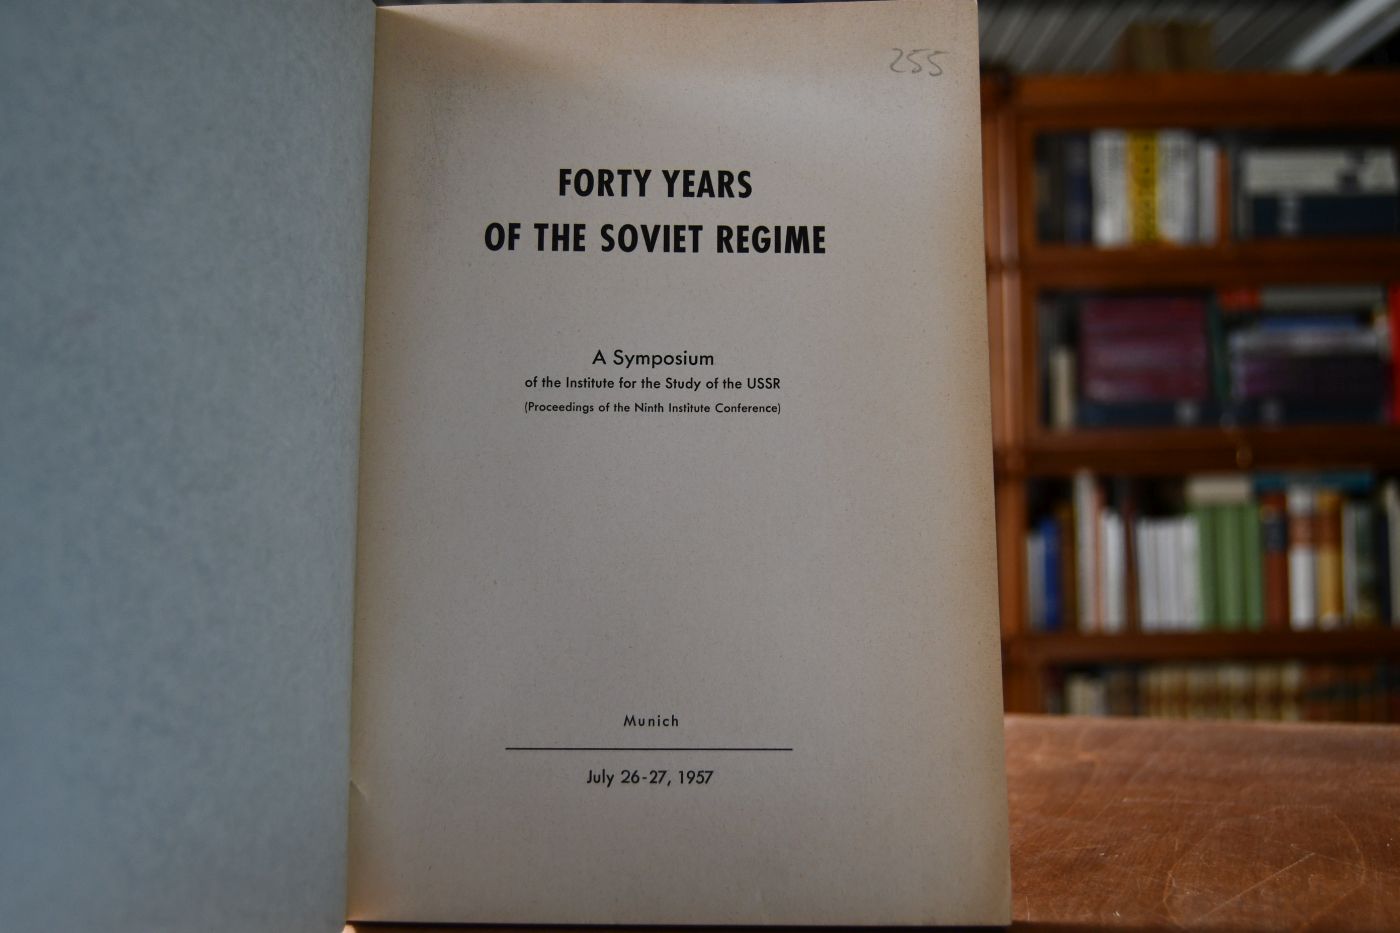 255
FORTY YEARS
OF THE SOVIET REGIME
A Symposium
of the Institute for the Study of the USSR
(Proceedings of the Ninth Institute Conference)
Munich
July 26-27, 1957